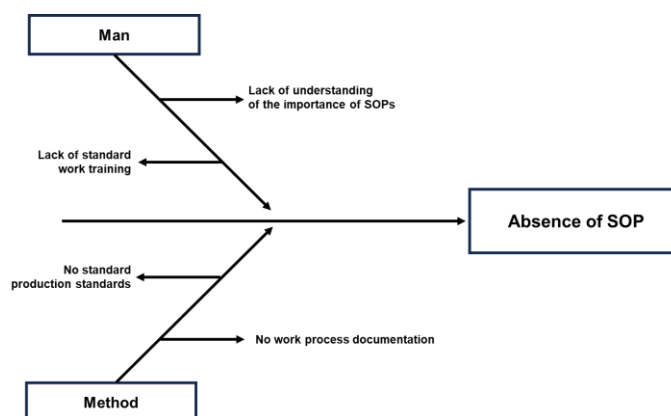 Man
Lack of understanding
of the importance of SOPs
Lack of standard
work training
Absence of SOP
No standard
production standards
No work process documentation
Method